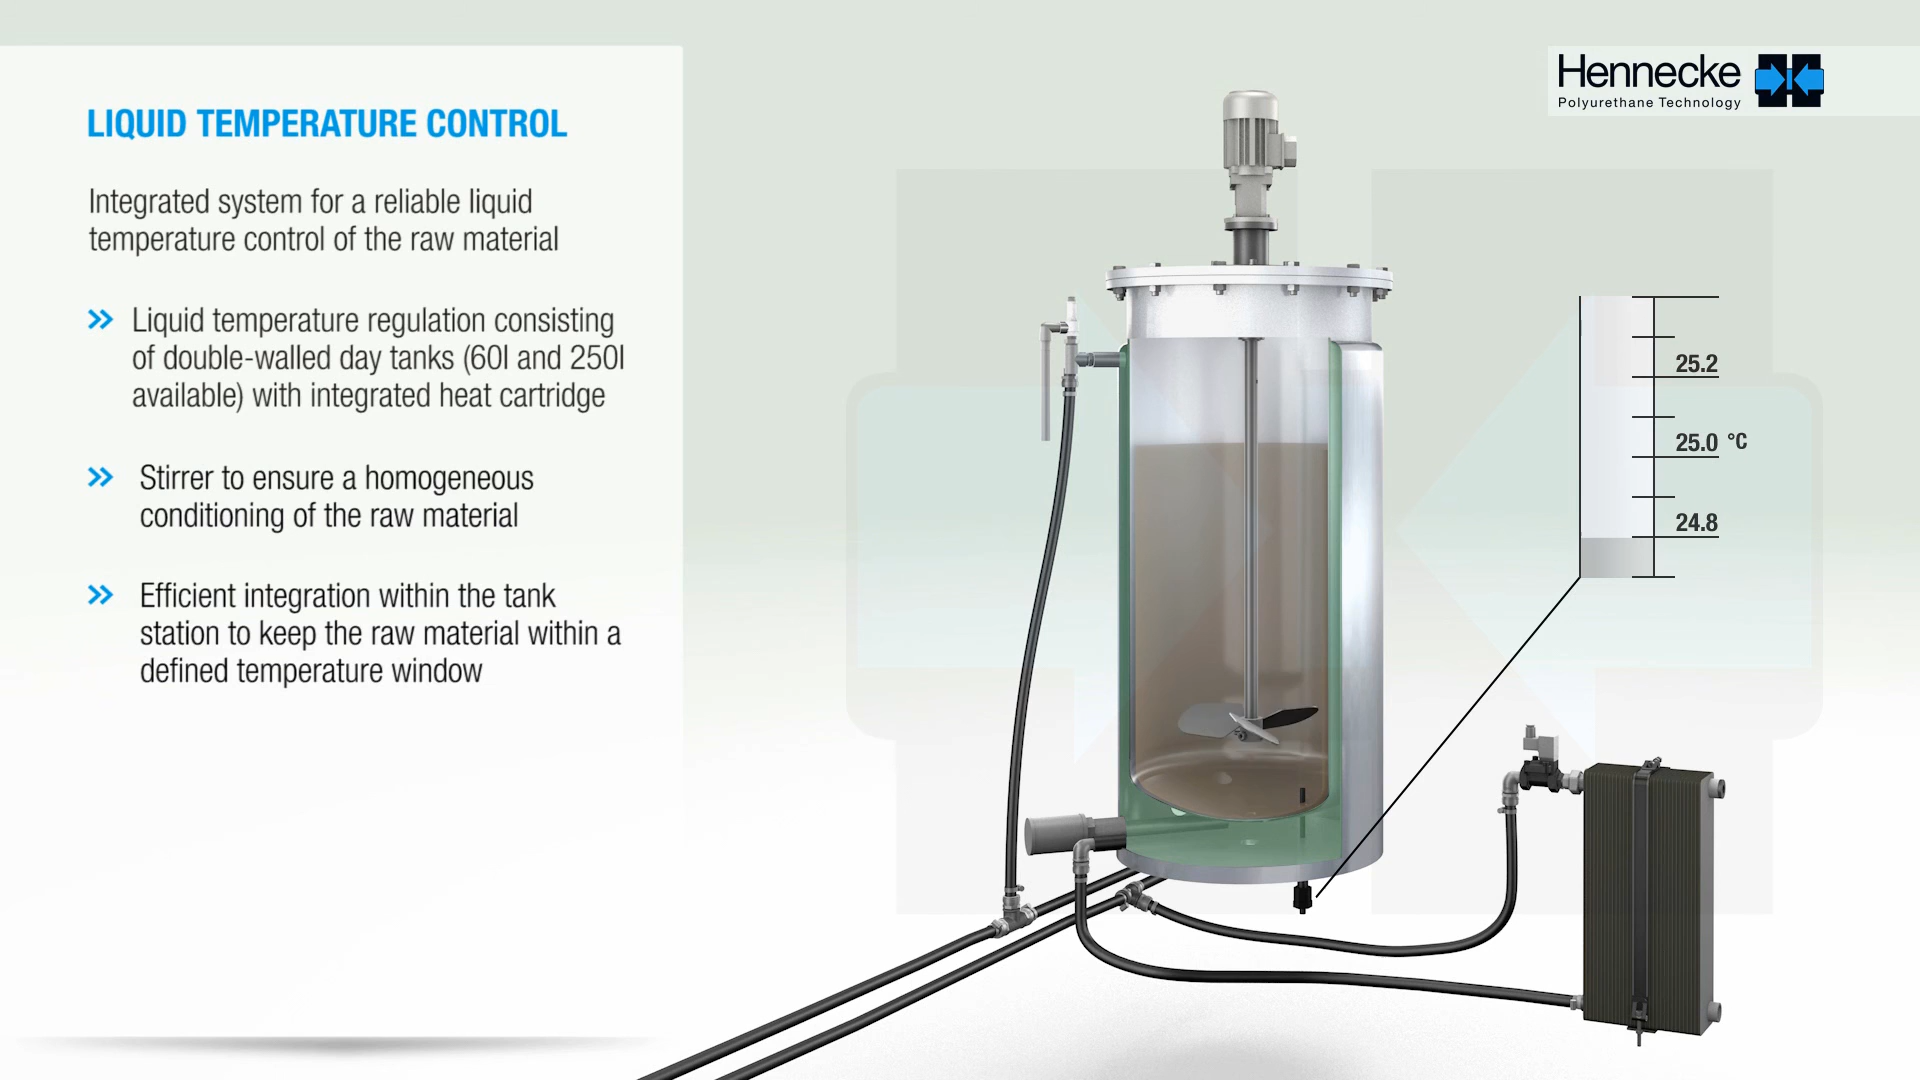 Hennecke
Polyurethane Technology
LIQUID TEMPERATURE CONTROL
Integrated system for a reliable liquid
temperature control of the raw material
Liquid temperature regulation consisting
of double-walled day tanks (60l and 250l
available) with integrated heat cartridge
Stirrer to ensure a homogeneous
conditioning of the raw material
Efficient integration within the tank
station to keep the raw material within a
defined temperature window
25.2
25.0 °C
24.8